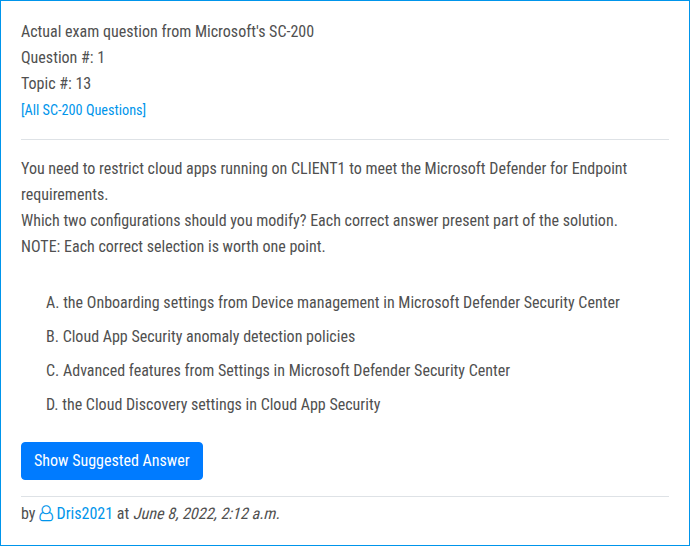 Actual exam question from Microsoft's SC-200
Question #: 1
Topic #: 13
[All SC-200 Questions]
You need to restrict cloud apps running on CLIENT1 to meet the Microsoft Defender for Endpoint
requirements.
Which two configurations should you modify? Each correct answer present part of the solution.
NOTE: Each correct selection is worth one point.
A. the Onboarding settings from Device management in Microsoft Defender Security Center
B. Cloud App Security anomaly detection policies
C. Advanced features from Settings in Microsoft Defender Security Center
D. the Cloud Discovery settings in Cloud App Security
Show Suggested Answer
by Dris2021 at June 8, 2022, 2:12 a.m.